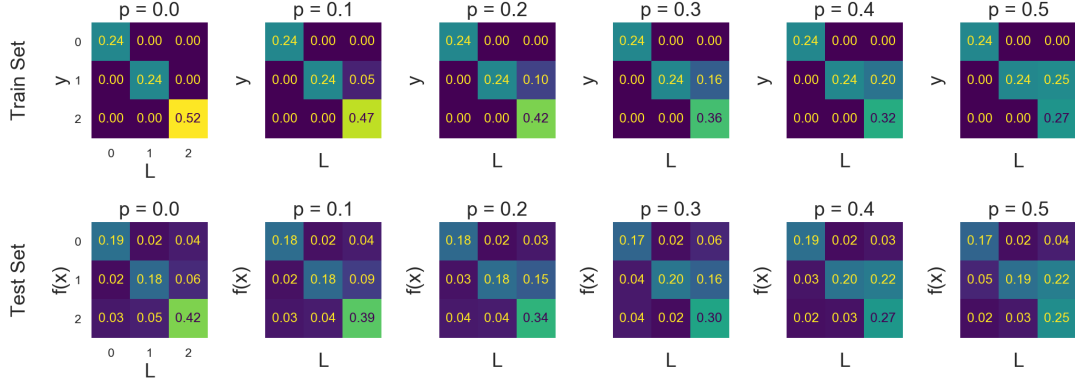 p = 0.0 p = 0.1 p = 0.2 p = 0.3 p = 0.4 p = 0.5
Train Set
y y y y y y
0 0.24 0.00 0.00 0.24 0.00 0.00 0.24 0.00 0.00 0.24 0.00 0.00 0.24 0.00 0.00 0.24 0.00 0.00
1 0.00 0.24 0.00 0.00 0.24 0.05 0.00 0.24 0.10 0.00 0.24 0.16 0.00 0.24 0.20 0.00 0.24 0.25
2 0.00 0.00 0.52 0.00 0.00 0.47 0.00 0.00 0.42 0.00 0.00 0.36 0.00 0.00 0.32 0.00 0.00 0.27
0 1 2
L L L L L L
p = 0.0 p = 0.1 p = 0.2 p = 0.3 p = 0.4 p = 0.5
Test Set
f(x) f(x) f(x) f(x) f(x) f(x)
0 0.19 0.02 0.04 0.18 0.02 0.04 0.18 0.02 0.03 0.17 0.02 0.06 0.19 0.02 0.03 0.17 0.02 0.04
1 0.02 0.18 0.06 0.02 0.18 0.09 0.03 0.18 0.15 0.04 0.20 0.16 0.03 0.20 0.22 0.05 0.19 0.22
2 0.03 0.05 0.42 0.03 0.04 0.39 0.04 0.04 0.34 0.04 0.02 0.30 0.02 0.03 0.27 0.02 0.03 0.25
0 1 2
L L L L L L